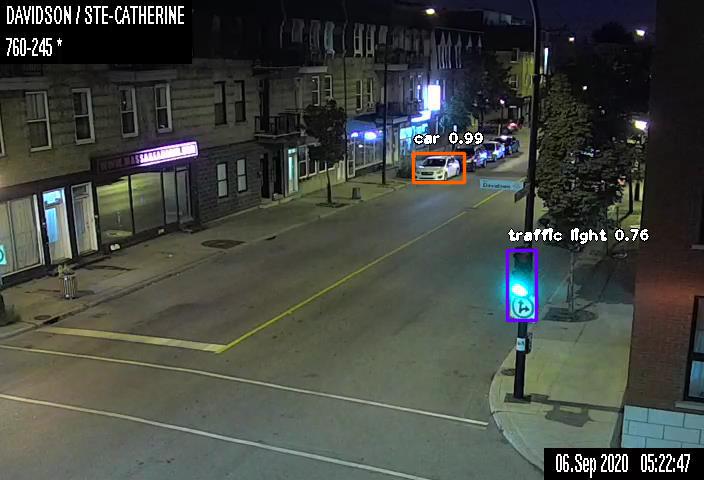 DAVIDSON / STE-CATHERINE
760-245 *
car 0.99
Davidson
traffic light 0.76
06.Sep 2020 05:22:47